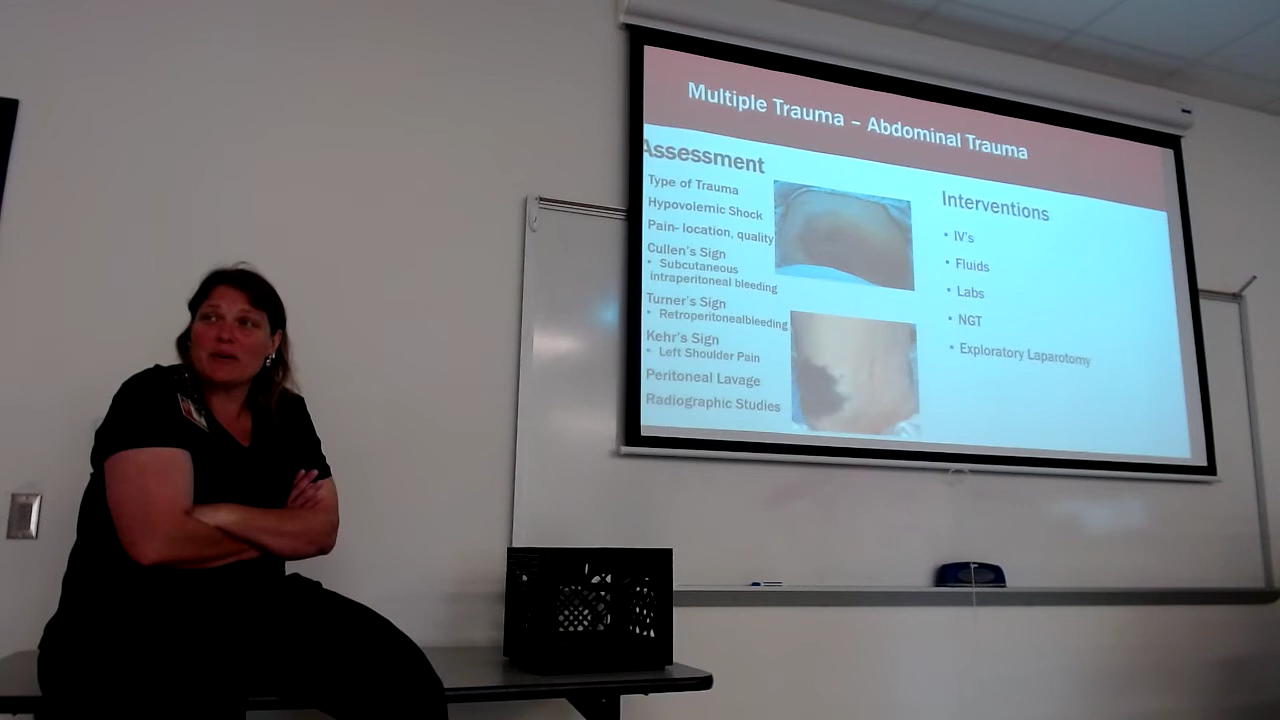 Multiple Trauma – Abdominal Trauma
Assessment
Type of Trauma
Hypovolemic Shock
Pain- location, quality
Cullen's Sign
• Subcutaneous
intraperitoneal bleeding
Turner's Sign
• Retroperitonealbleeding
Kehr's Sign
• Left Shoulder Pain
Peritoneal Lavage
Radiographic Studies
Interventions
• IV's
• Fluids
• Labs
• NGT
• Exploratory Laparotomy